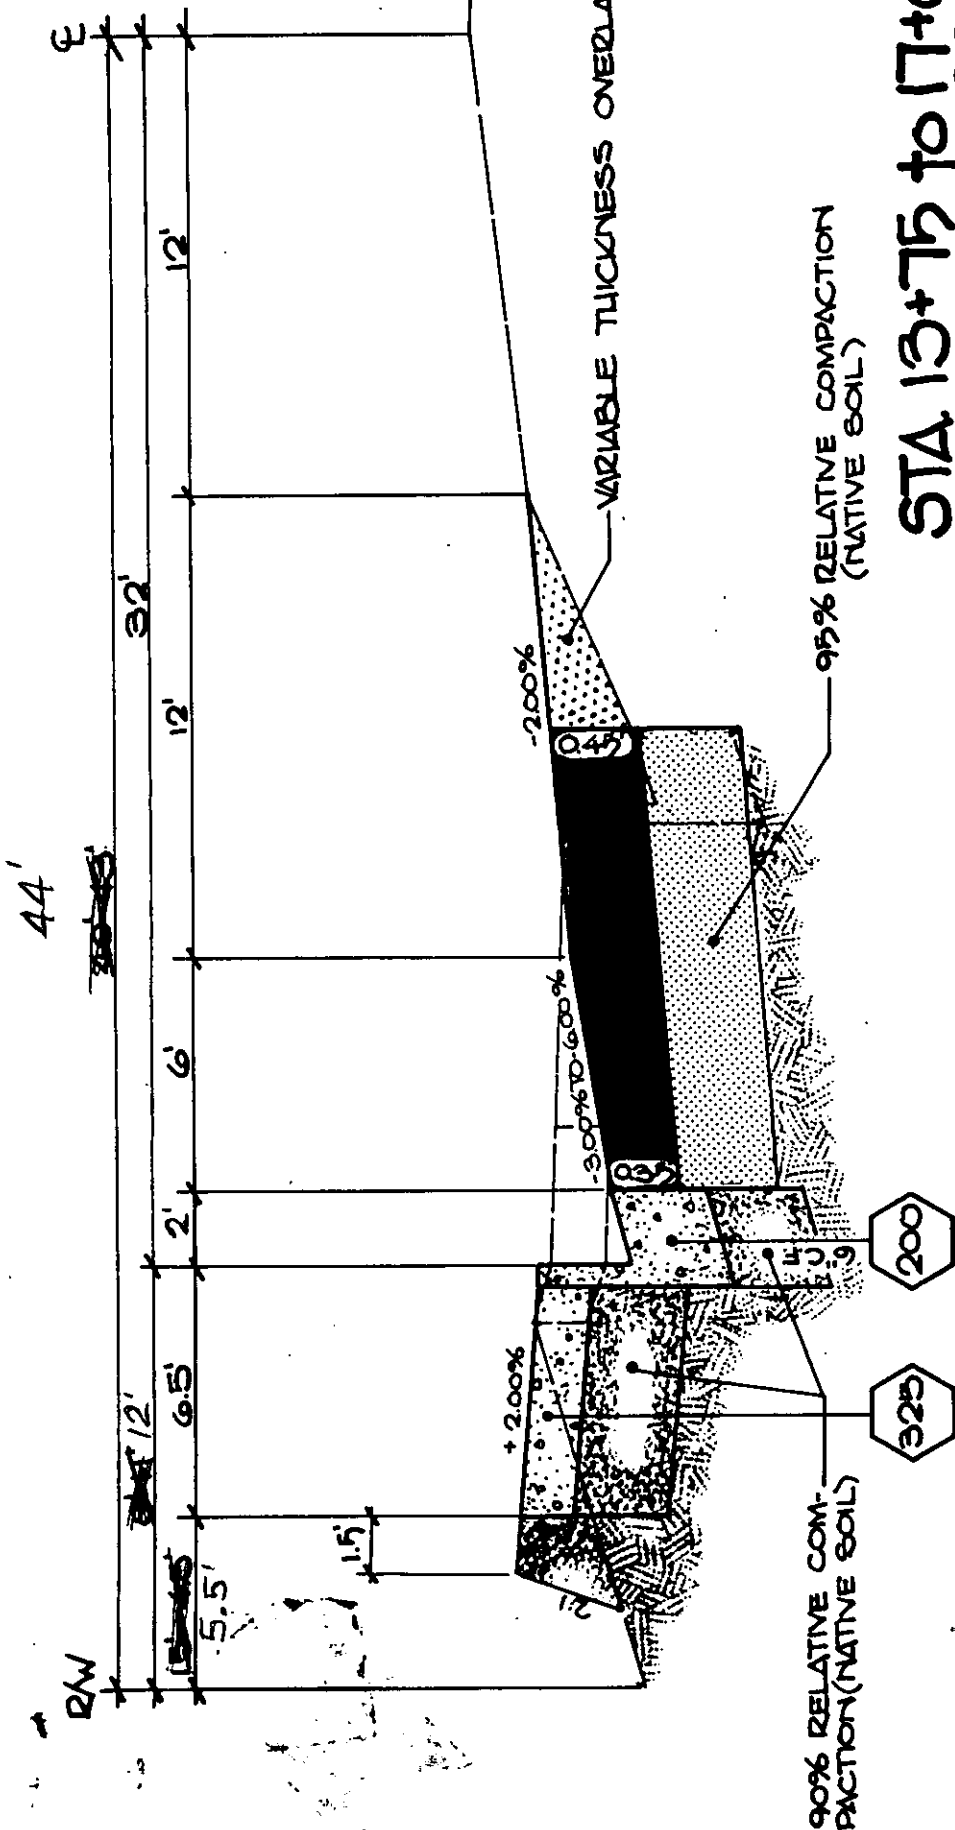 44'
R/W
℄
32'
12'
5.5'
6.5'
2'
6'
12'
12'
1.5'
2:1
+2.00%
-3.00% TO -6.00%
-2.00%
0.45'
VARIABLE THICKNESS OVERLA
95% RELATIVE COMPACTION
(NATIVE SOIL)
90% RELATIVE COM-
PACTION (NATIVE SOIL)
325
200
STA. 13+75 to 17+